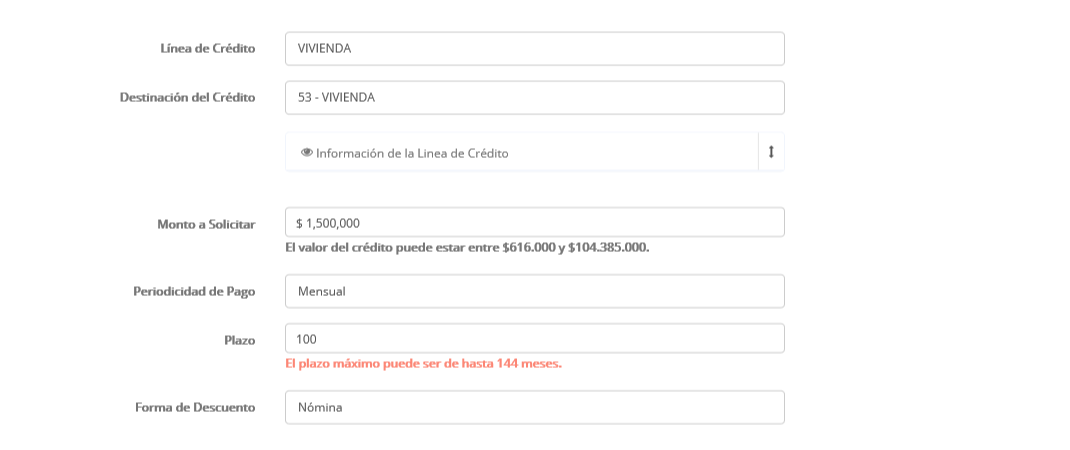 Línea de Crédito VIVIENDA
Destinación del Crédito 53 - VIVIENDA
Información de la Linea de Crédito
Monto a Solicitar $ 1,500,000
El valor del crédito puede estar entre $616.000 y $104.385.000.
Periodicidad de Pago Mensual
Plazo 100
El plazo máximo puede ser de hasta 144 meses.
Forma de Descuento Nómina